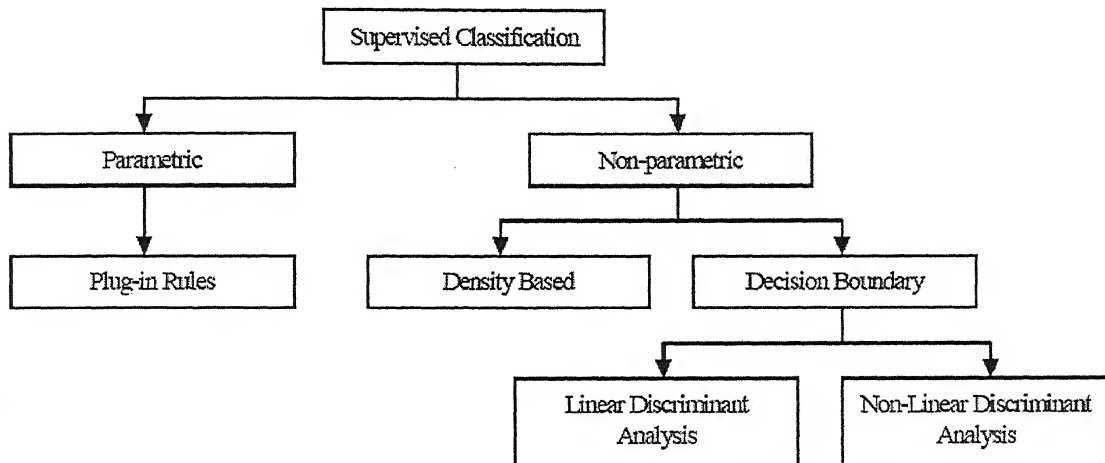 Supervised Classification
Parametric
Non-parametric
Plug-in Rules
Density Based
Decision Boundary
Linear Discriminant
Analysis
Non-Linear Discriminant
Analysis